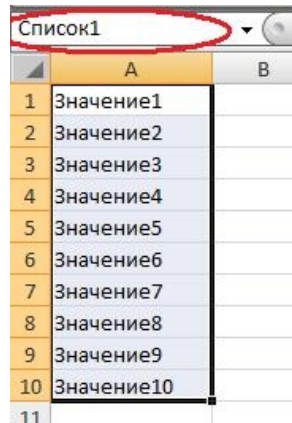 Список1
A B
1 Значение1
2 Значение2
3 Значение3
4 Значение4
5 Значение5
6 Значение6
7 Значение7
8 Значение8
9 Значение9
10 Значение10
11